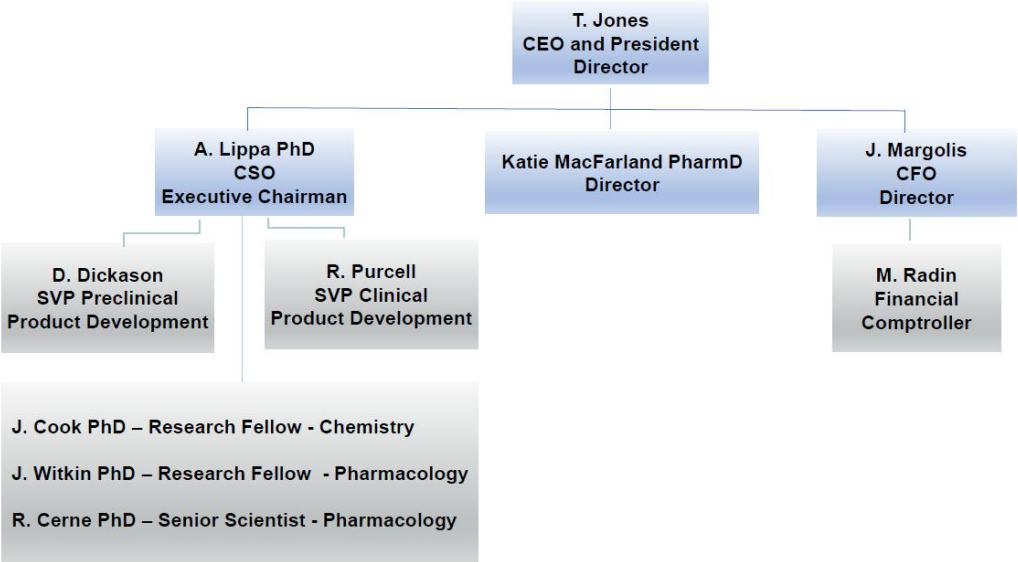 T. Jones
CEO and President
Director
A. Lippa PhD
CSO
Executive Chairman
Katie MacFarland PharmD
Director
J. Margolis
CFO
Director
D. Dickason
SVP Preclinical
Product Development
R. Purcell
SVP Clinical
Product Development
M. Radin
Financial
Comptroller
J. Cook PhD – Research Fellow - Chemistry
J. Witkin PhD – Research Fellow - Pharmacology
R. Cerne PhD – Senior Scientist - Pharmacology